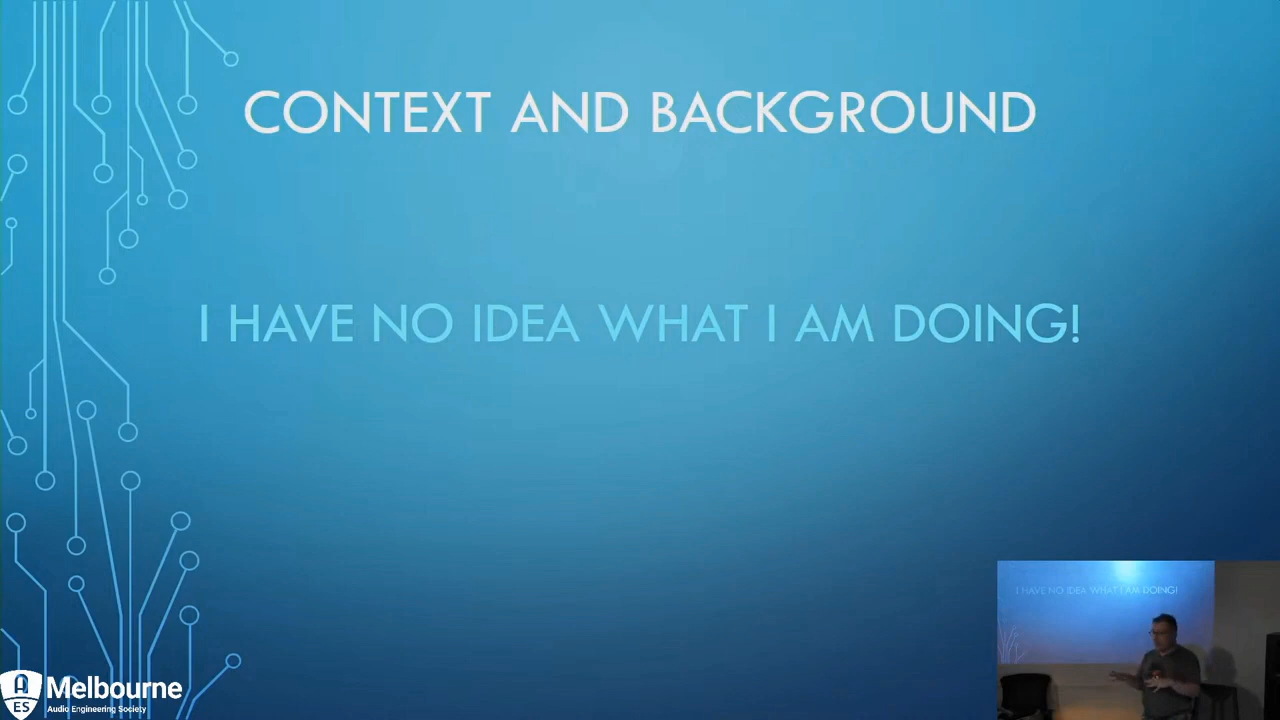 CONTEXT AND BACKGROUND
I HAVE NO IDEA WHAT I AM DOING!
I HAVE NO IDEA WHAT I AM DOING!
A
ES
Melbourne
Audio Engineering Society